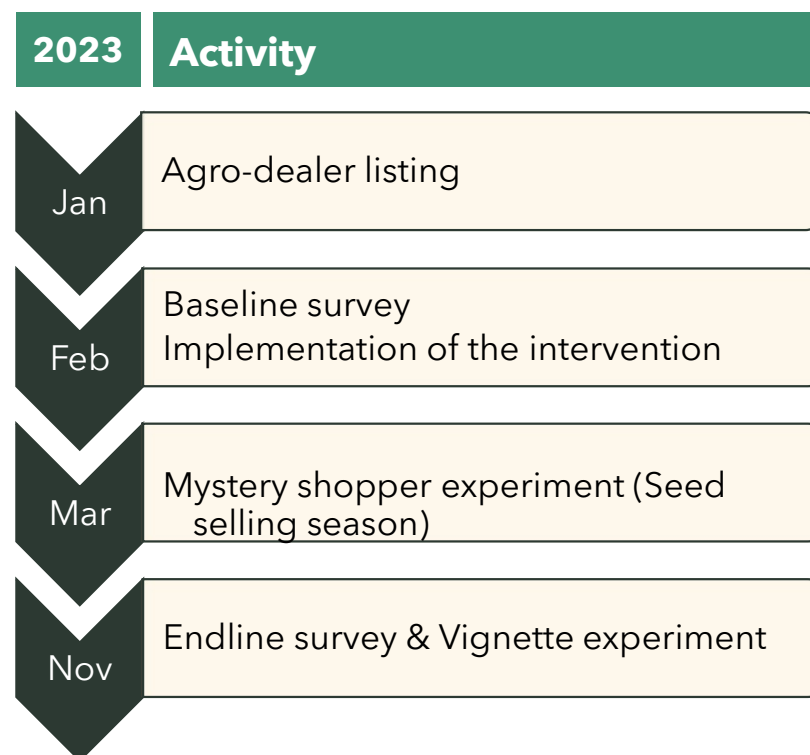 2023 Activity
Jan
Agro-dealer listing
Feb
Baseline survey
Implementation of the intervention
Mar
Mystery shopper experiment (Seed
selling season)
Nov
Endline survey & Vignette experiment